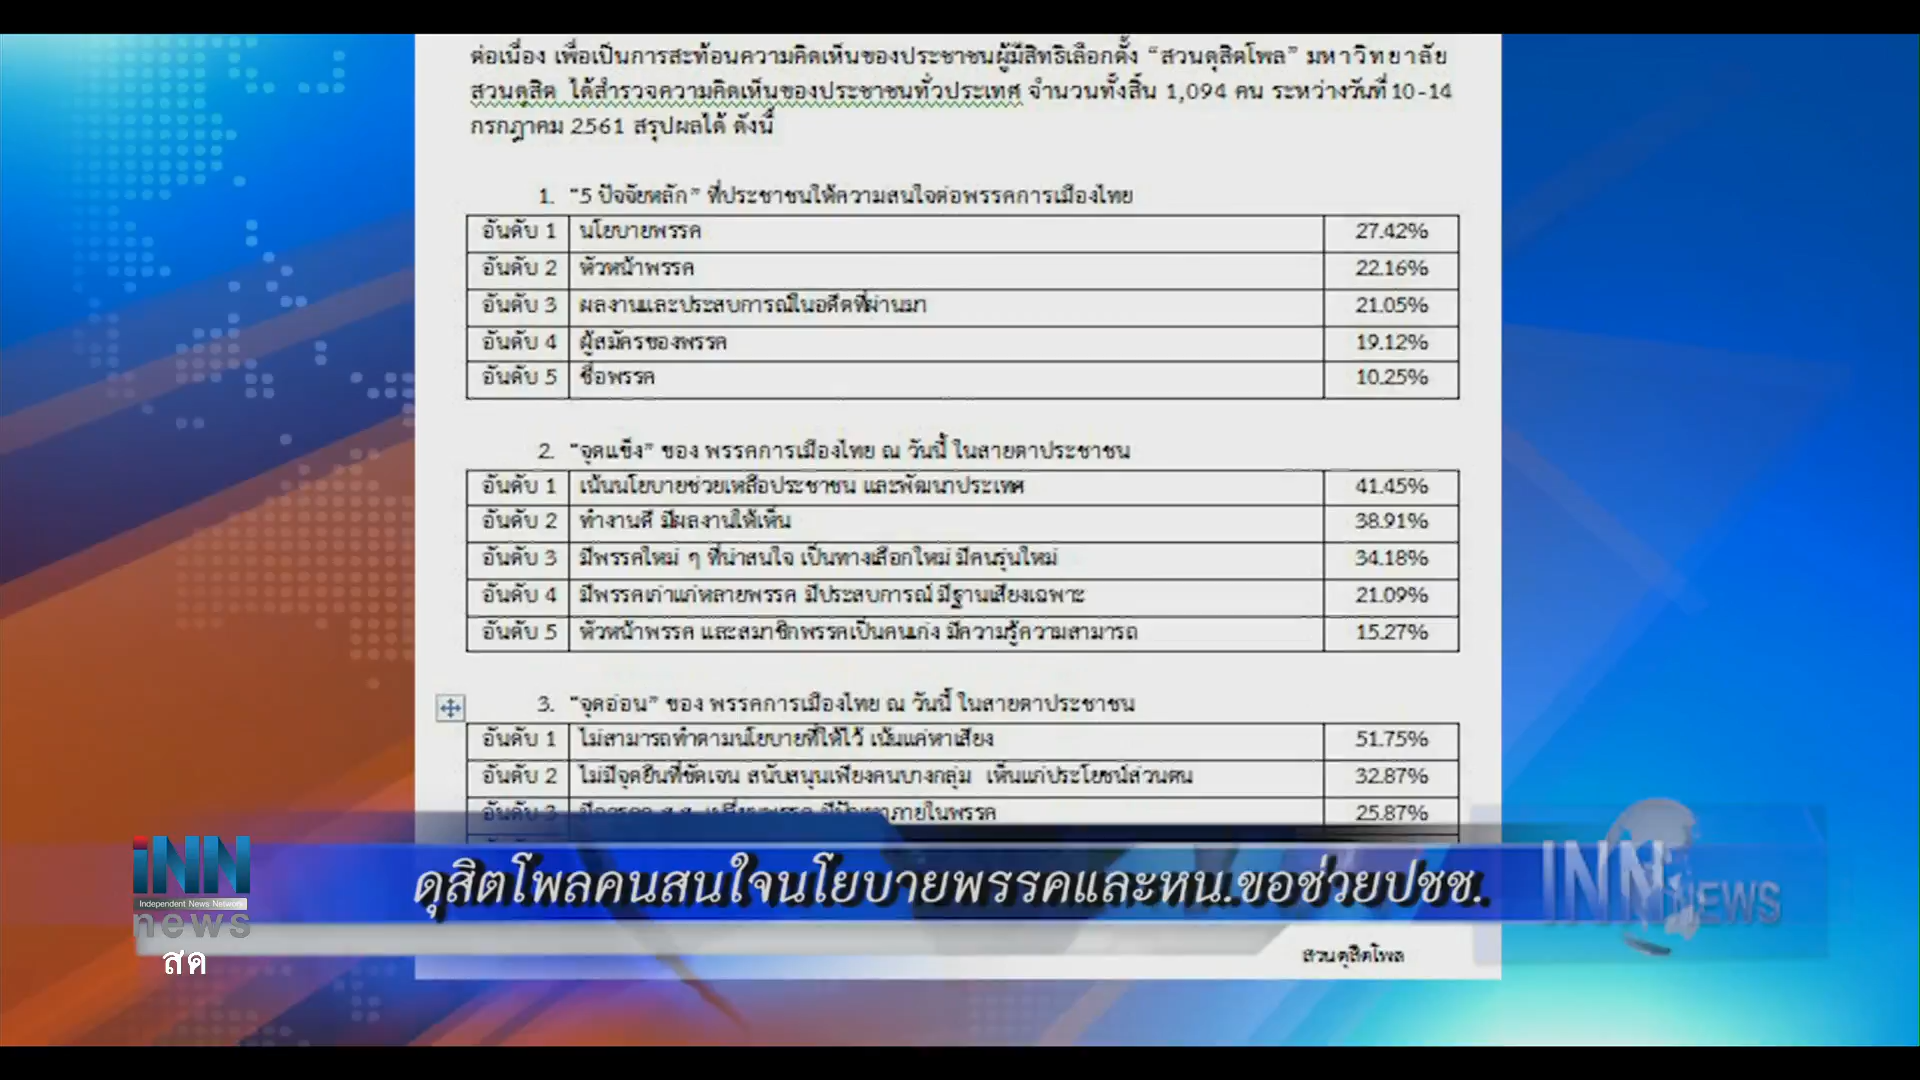 ต่อเนื่อง เพื่อเป็นการสะท้อนความคิดเห็นของประชาชนผู้มีสิทธิเลือกตั้ง “สวนดุสิตโพล” มหาวิทยาลัย
สวนดุสิต ได้สำรวจความคิดเห็นของประชาชนทั่วประเทศ จำนวนทั้งสิ้น 1,094 คน ระหว่างวันที่ 10-14
กรกฎาคม 2561 สรุปผลได้ ดังนี้
1. “5 ปัจจัยหลัก” ที่ประชาชนให้ความสนใจต่อพรรคการเมืองไทย
อันดับ 1 นโยบายพรรค 27.42%
อันดับ 2 หัวหน้าพรรค 22.16%
อันดับ 3 ผลงานและประสบการณ์ในอดีตที่ผ่านมา 21.05%
อันดับ 4 ผู้สมัครของพรรค 19.12%
อันดับ 5 ชื่อพรรค 10.25%
2. “จุดแข็ง” ของ พรรคการเมืองไทย ณ วันนี้ ในสายตาประชาชน
อันดับ 1 เน้นนโยบายช่วยเหลือประชาชน และพัฒนาประเทศ 41.45%
อันดับ 2 ทำงานดี มีผลงานให้เห็น 38.91%
อันดับ 3 มีพรรคใหม่ ๆ ที่น่าสนใจ เป็นทางเลือกใหม่ มีคนรุ่นใหม่ 34.18%
อันดับ 4 มีพรรคเก่าแก่หลายพรรค มีประสบการณ์ มีฐานเสียงเฉพาะ 21.09%
อันดับ 5 หัวหน้าพรรค และสมาชิกพรรคเป็นคนเก่ง มีความรู้ความสามารถ 15.27%
3. “จุดอ่อน” ของ พรรคการเมืองไทย ณ วันนี้ ในสายตาประชาชน
อันดับ 1 ไม่สามารถทำตามนโยบายที่ให้ไว้ เน้นแค่หาเสียง 51.75%
อันดับ 2 ไม่มีจุดยืนที่ชัดเจน สนับสนุนเพียงคนบางกลุ่ม เห็นแก่ประโยชน์ส่วนตน 32.87%
อันดับ 3 ภายในพรรค 25.87%
ดุสิตโพลคนสนใจนโยบายพรรคและหน.ขอช่วยปชช.
iNN
Independent News Network
news
สด
INN NEWS
สวนดุสิตโพล